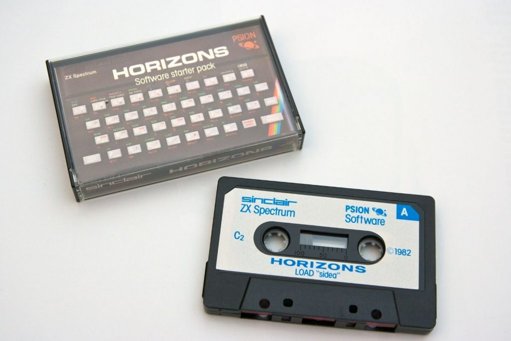 PSION
ZX Spectrum
HORIZONS
Software starter pack
sinclair HORIZONS
sinclair
ZX Spectrum
PSION
Software
A
C2
©1982
HORIZONS
LOAD "sidea"